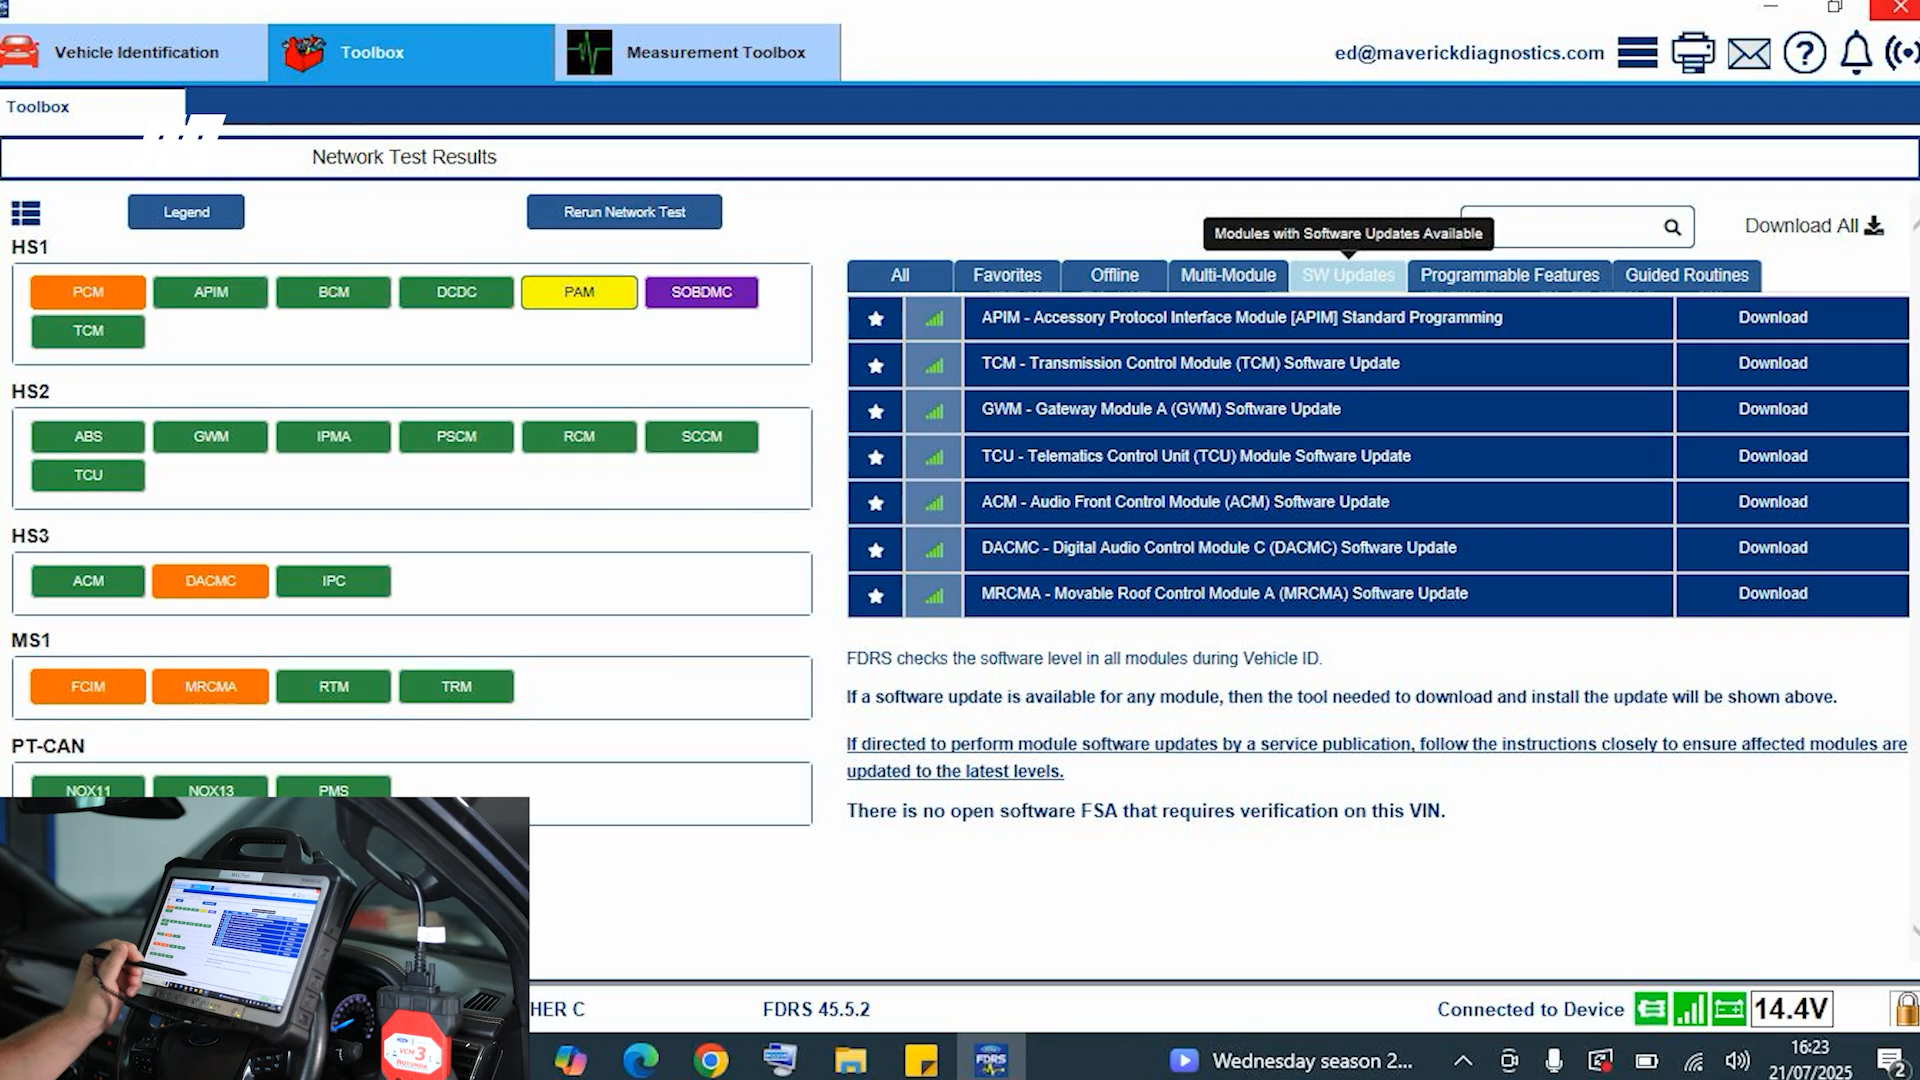 Vehicle Identification
Toolbox
Measurement Toolbox
ed@maverickdiagnostics.com
Toolbox
Network Test Results
Legend
Rerun Network Test
Modules with Software Updates Available
Download All
All
Favorites
Offline
Multi-Module
SW Updates
Programmable Features
Guided Routines
HS1
PCM
APIM
BCM
DCDC
PAM
SOBDMC
TCM
HS2
ABS
GWM
IPMA
PSCM
RCM
SCCM
TCU
HS3
ACM
DACMC
IPC
MS1
FCIM
MRCMA
RTM
TRM
PT-CAN
NOX11
NOX13
PMS
APIM - Accessory Protocol Interface Module [APIM] Standard Programming
Download
TCM - Transmission Control Module (TCM) Software Update
Download
GWM - Gateway Module A (GWM) Software Update
Download
TCU - Telematics Control Unit (TCU) Module Software Update
Download
ACM - Audio Front Control Module (ACM) Software Update
Download
DACMC - Digital Audio Control Module C (DACMC) Software Update
Download
MRCMA - Movable Roof Control Module A (MRCMA) Software Update
Download
FDRS checks the software level in all modules during Vehicle ID.
If a software update is available for any module, then the tool needed to download and install the update will be shown above.
If directed to perform module software updates by a service publication, follow the instructions closely to ensure affected modules are
updated to the latest levels.
There is no open software FSA that requires verification on this VIN.
VCM3
ROTUNDA
HER C
FDRS 45.5.2
Connected to Device
14.4V
FDRS
Wednesday season 2...
16:23
21/07/2025
2